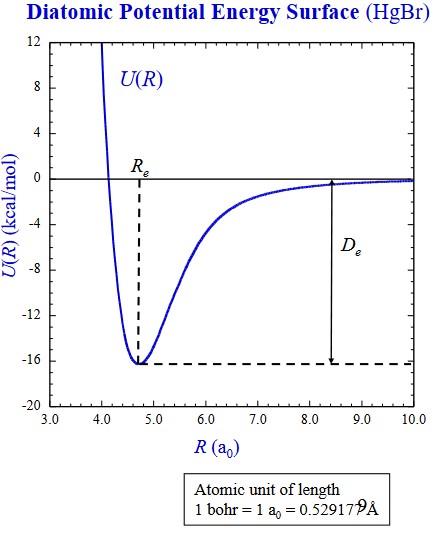 Diatomic Potential Energy Surface (HgBr)
12
U(R)
8
4
Rₑ
0
-4
Dₑ
-8
-12
-16
-20
U(R) (kcal/mol)
3.0 4.0 5.0 6.0 7.0 8.0 9.0 10.0
R (a₀)
Atomic unit of length
1 bohr = 1 a₀ = 0.529177Å
9